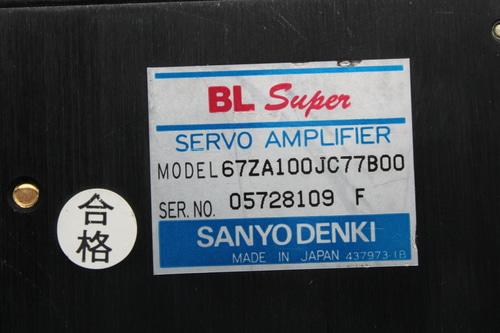 BL Super
SERVO AMPLIFIER
MODEL 67ZA100JC77B00
SER. NO. 05728109 F
SANYO DENKI
MADE IN JAPAN 437973-1B
合格